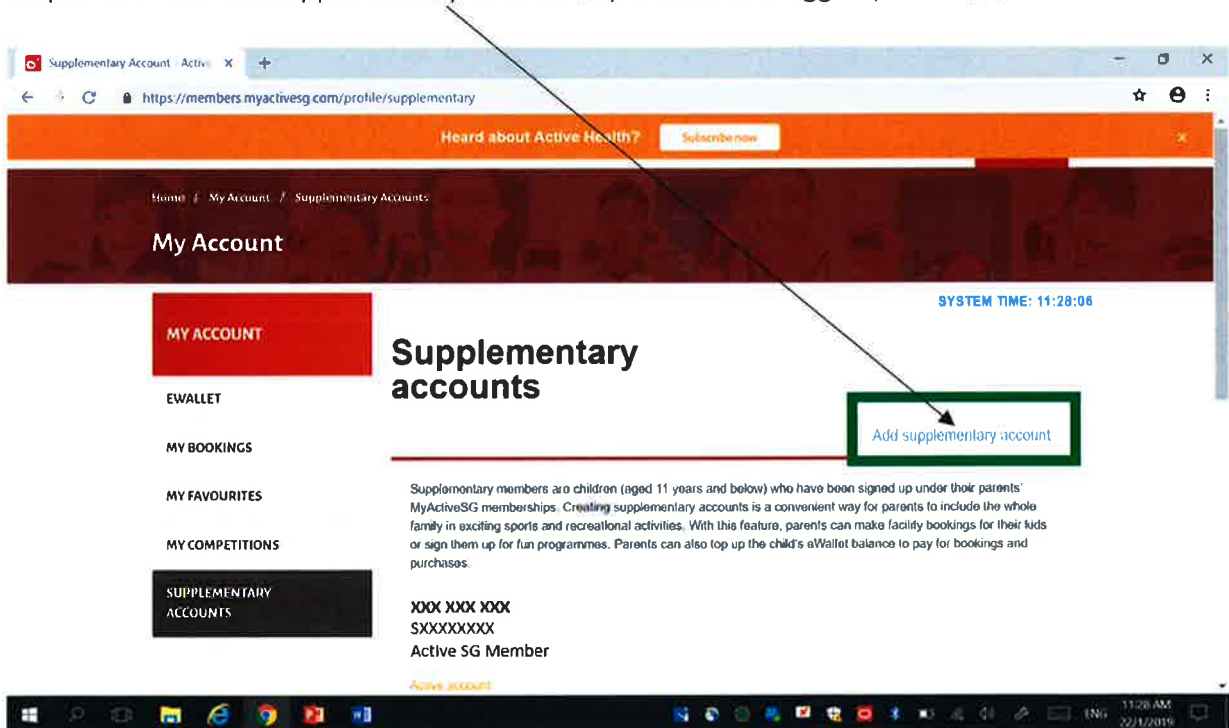 Supplementary Account - Active
https://members.myactivesg.com/profile/supplementary
Heard about Active Health? Subscribe now
Home / My Account / Supplementary Accounts
My Account
SYSTEM TIME: 11:28:06
MY ACCOUNT
Supplementary
accounts
EWALLET
Add supplementary account
MY BOOKINGS
Supplementary members are children (aged 11 years and below) who have been signed up under their parents'
MY FAVOURITES
MyActiveSG memberships. Creating supplementary accounts is a convenient way for parents to include the whole
family in exciting sports and recreational activities. With this feature, parents can make facility bookings for their kids
MY COMPETITIONS
or sign them up for fun programmes. Parents can also top up the child's eWallet balance to pay for bookings and
purchases.
SUPPLEMENTARY
ACCOUNTS
XXX XXX XXX
SXXXXXXXX
Active SG Member
Active account
ENG
11:28 AM
22/1/2019